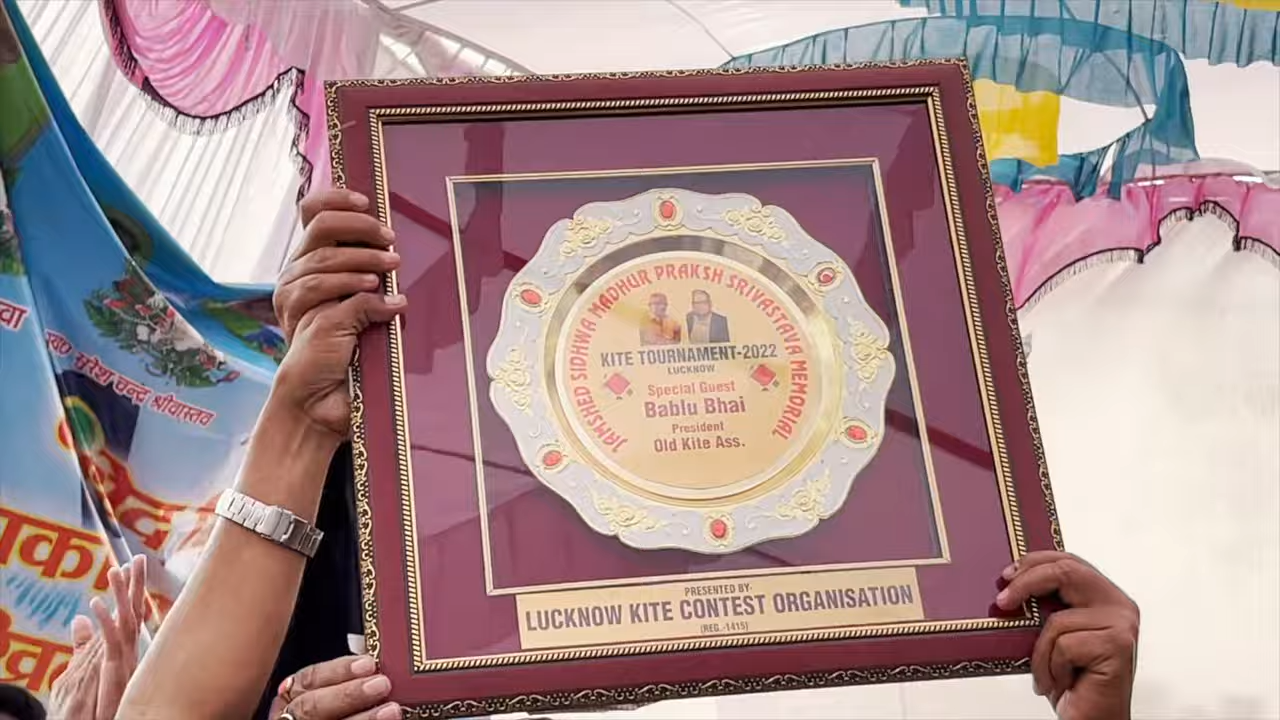 JAMSHED SIDHWA MADHUR PRAKSH SRIVASTAVA MEMORIAL
KITE TOURNAMENT-2022
LUCKNOW
Special Guest
Bablu Bhai
President
Old Kite Ass.
PRESENTED BY-
LUCKNOW KITE CONTEST ORGANISATION
(REG.-1415)
स्व० सुरेश चन्द्र श्रीवास्तव